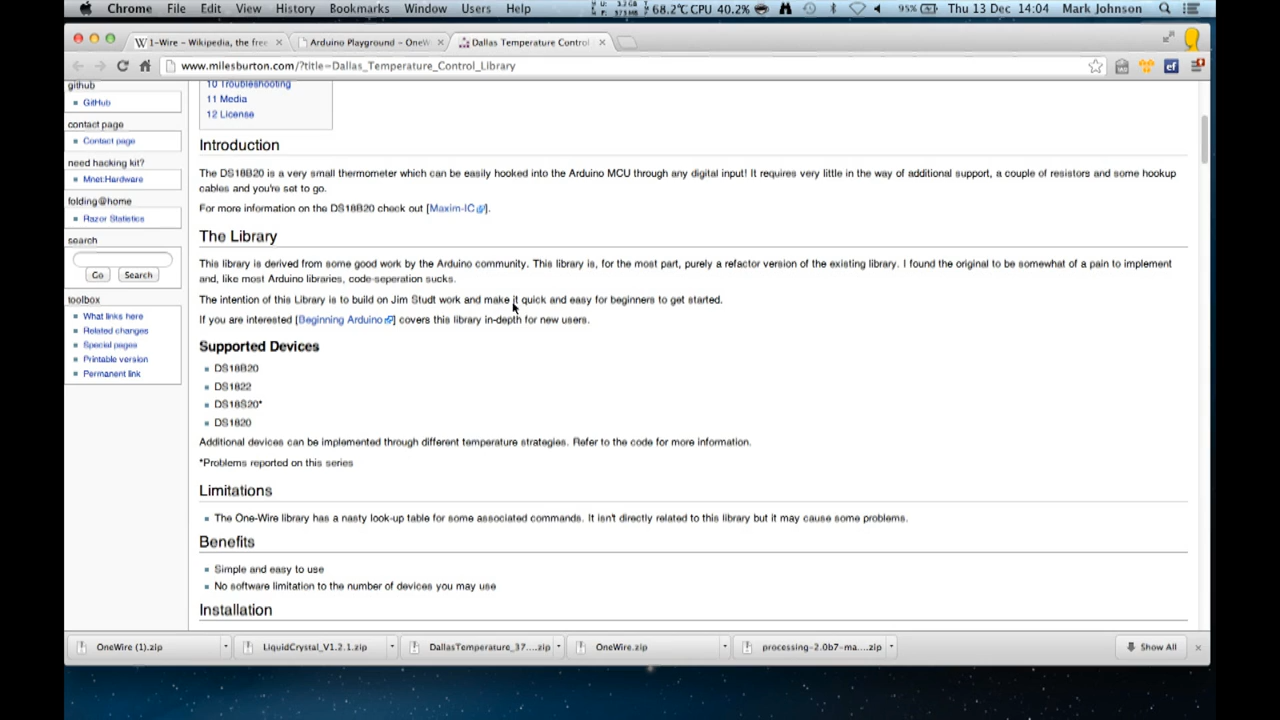 Chrome File Edit View History Bookmarks Window Users Help 68.2℃ CPU 40.2% 95% Thu 13 Dec 14:04 Mark Johnson
1-Wire – Wikipedia, the free
Arduino Playground – OneW
Dallas Temperature Control
www.milesburton.com/?title=Dallas_Temperature_Control_Library
github
GitHub
contact page
Contact page
need hacking kit?
Mnet:Hardware
folding@home
Razor Statistics
search
Go Search
toolbox
What links here
Related changes
Special pages
Printable version
Permanent link
10 Troubleshooting
11 Media
12 License
Introduction
The DS18B20 is a very small thermometer which can be easily hooked into the Arduino MCU through any digital input! It requires very little in the way of additional support, a couple of resistors and some hookup
cables and you're set to go.
For more information on the DS18B20 check out [Maxim-IC].
The Library
This library is derived from some good work by the Arduino community. This library is, for the most part, purely a refactor version of the existing library. I found the original to be somewhat of a pain to implement
and, like most Arduino libraries, code-seperation sucks.
The intention of this Library is to build on Jim Studt work and make it quick and easy for beginners to get started.
If you are interested [Beginning Arduino] covers this library in-depth for new users.
Supported Devices
DS18B20
DS1822
DS18S20*
DS1820
Additional devices can be implemented through different temperature strategies. Refer to the code for more information.
*Problems reported on this series
Limitations
The One-Wire library has a nasty look-up table for some associated commands. It isn't directly related to this library but it may cause some problems.
Benefits
Simple and easy to use
No software limitation to the number of devices you may use
Installation
OneWire (1).zip LiquidCrystal_V1.2.1.zip DallasTemperature_37....zip OneWire.zip processing-2.0b7-ma....zip Show All